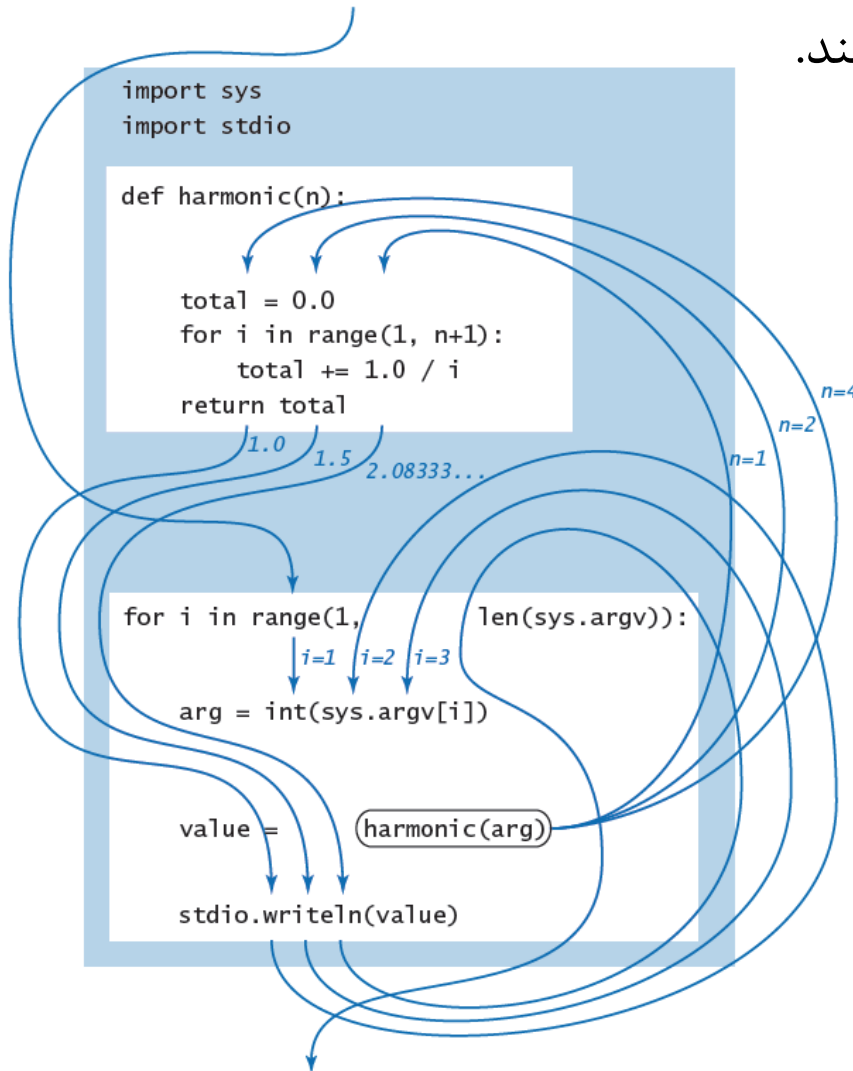 import sys
import stdio
def harmonic(n):
total = 0.0
for i in range(1, n+1):
total += 1.0 / i
return total
n=4
n=2
n=1
1.0
1.5
2.08333...
for i in range(1, len(sys.argv)):
i=1 i=2 i=3
arg = int(sys.argv[i])
value = harmonic(arg)
stdio.writeln(value)